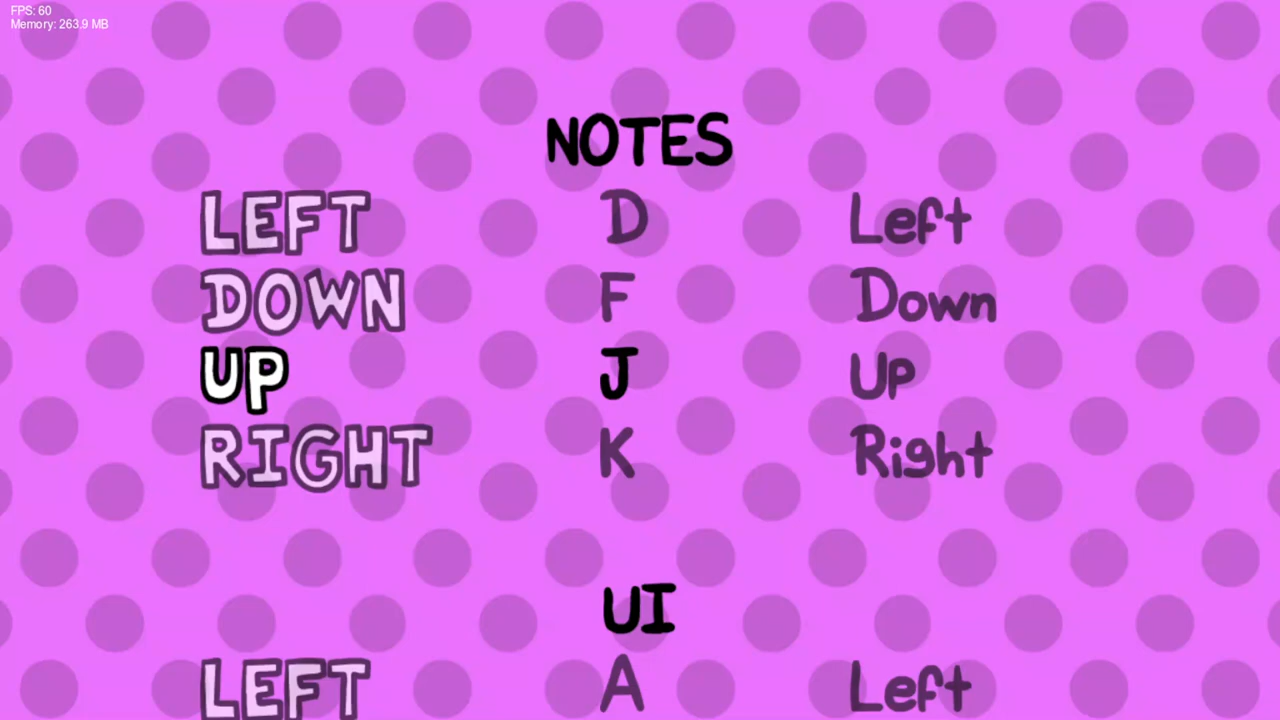 FPS: 60
Memory: 263.9 MB
NOTES
LEFT D Left
DOWN F Down
UP J Up
RIGHT K Right
UI
LEFT A Left